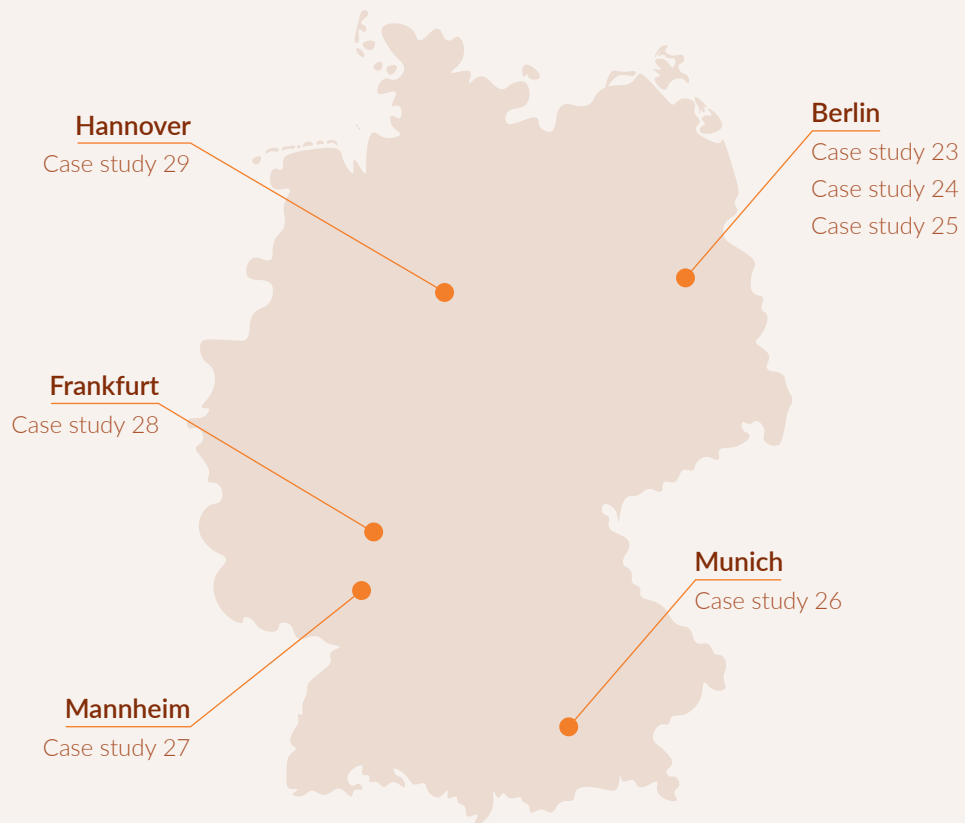 Hannover
Case study 29
Berlin
Case study 23
Case study 24
Case study 25
Frankfurt
Case study 28
Munich
Case study 26
Mannheim
Case study 27